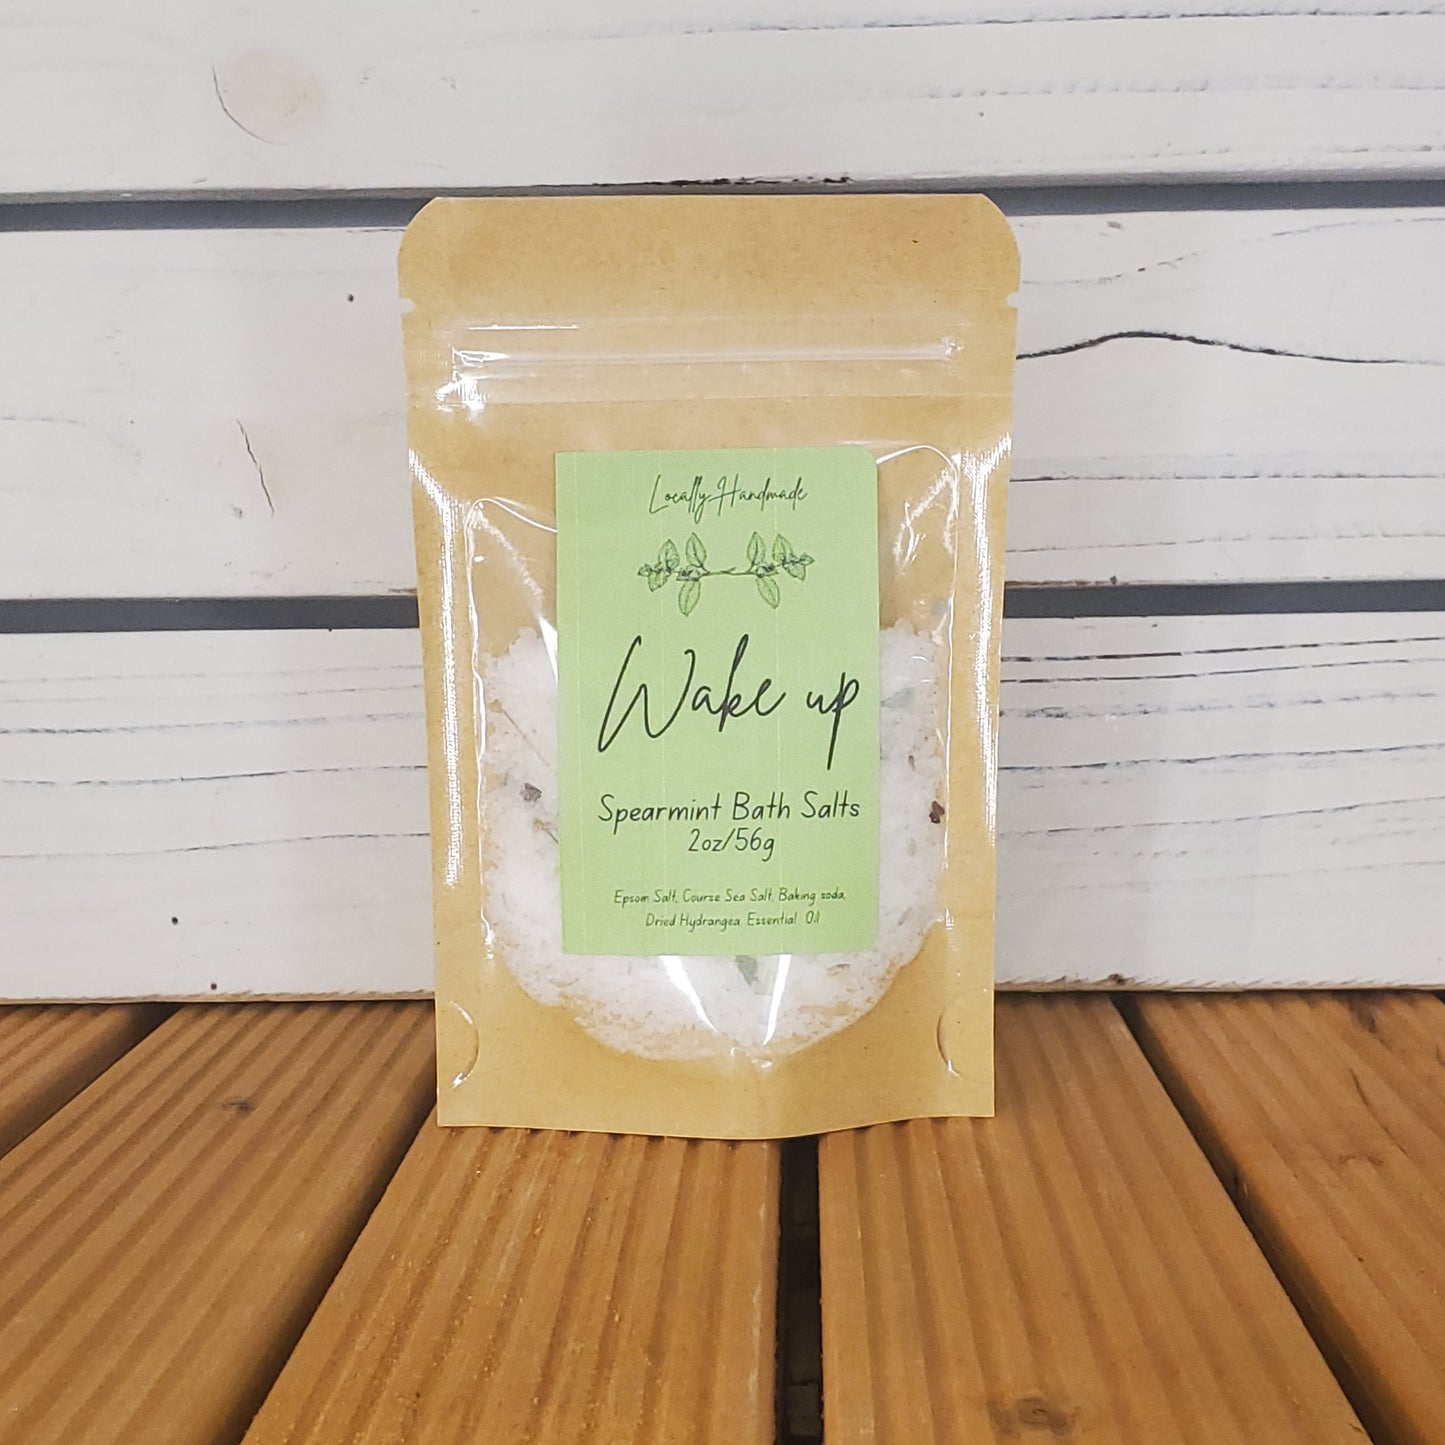 Locally Handmade
Wake up
Spearmint Bath Salts
2oz/56g
Epsom Salt, Course Sea Salt, Baking soda,
Dried Hydrangea, Essential Oil